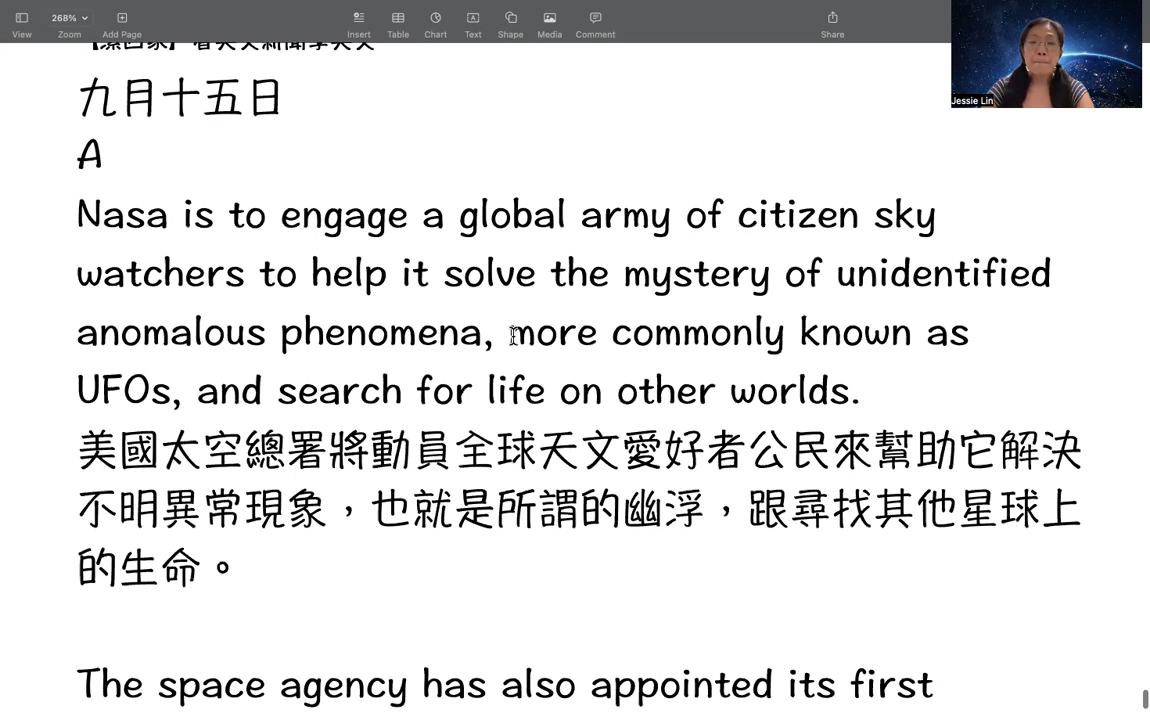 268%
View
Zoom
Add Page
Insert
Table
Chart
Text
Shape
Media
Comment
Share
Jessie Lin
九月十五日
A
Nasa is to engage a global army of citizen sky
watchers to help it solve the mystery of unidentified
anomalous phenomena, more commonly known as
UFOs, and search for life on other worlds.
美國太空總署將動員全球天文愛好者公民來幫助它解決
不明異常現象，也就是所謂的幽浮，跟尋找其他星球上
的生命。
The space agency has also appointed its first